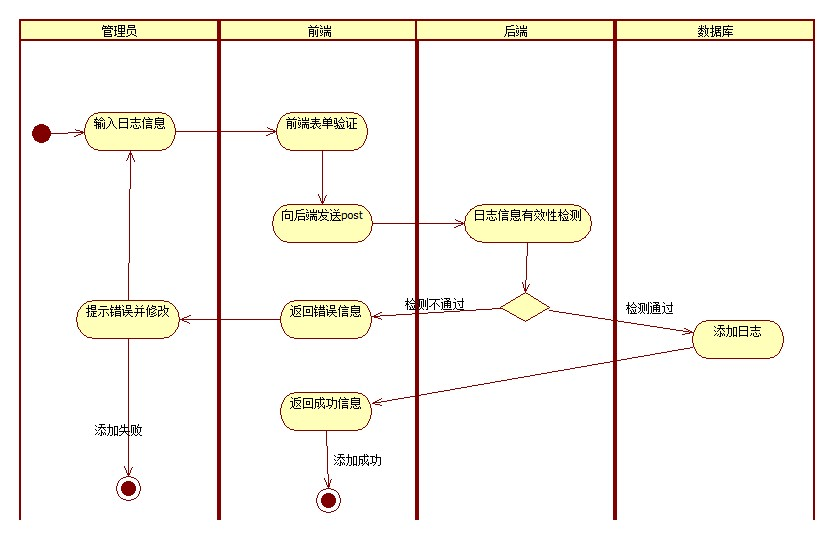 管理员
前端
后端
数据库
输入日志信息
前端表单验证
向后端发送post
日志信息有效性检测
提示错误并修改
返回错误信息
检测不通过
检测通过
添加日志
返回成功信息
添加失败
添加成功